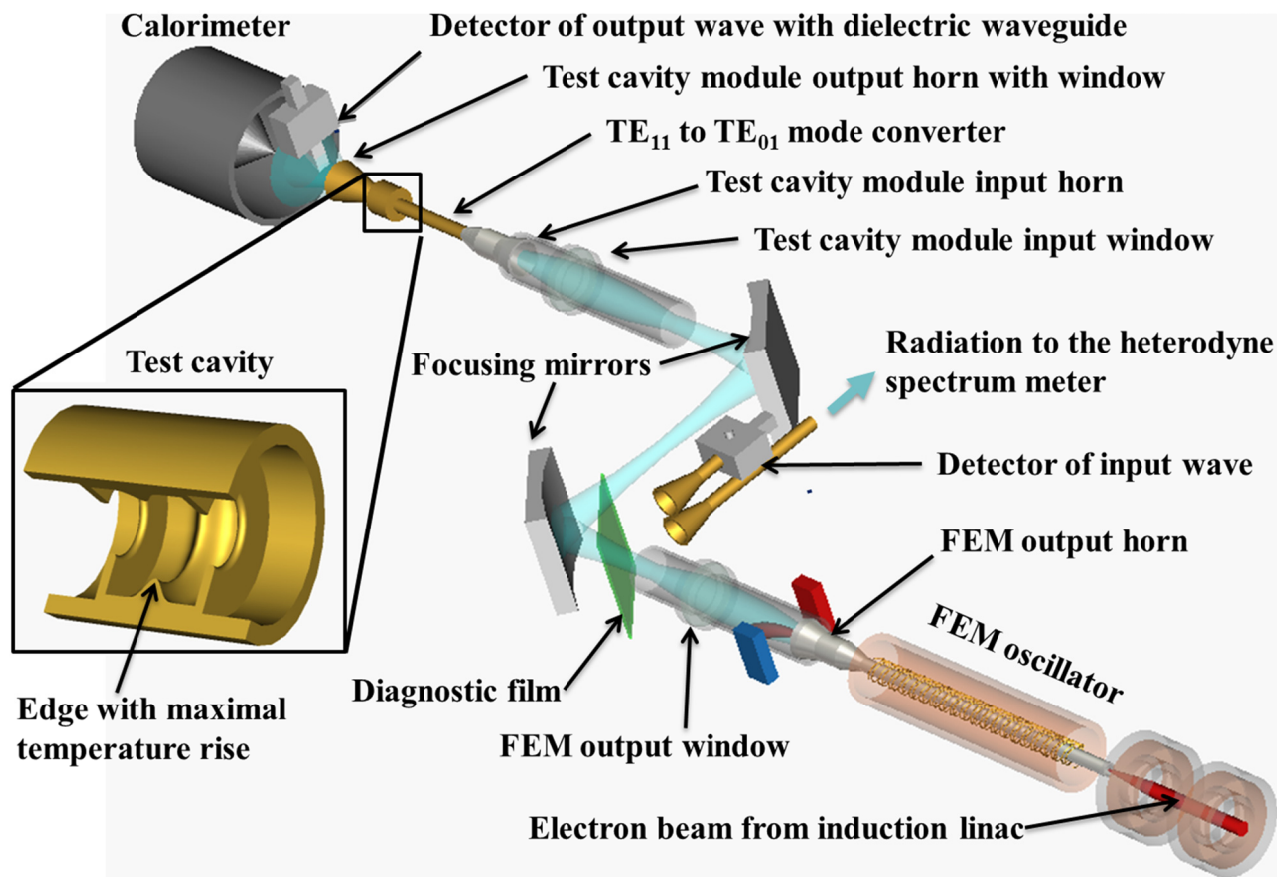 Calorimeter
Detector of output wave with dielectric waveguide
Test cavity module output horn with window
TE11 to TE01 mode converter
Test cavity module input horn
Test cavity module input window
Focusing mirrors
Radiation to the heterodyne
spectrum meter
Test cavity
Detector of input wave
FEM output horn
FEM oscillator
Diagnostic film
Edge with maximal
temperature rise
FEM output window
Electron beam from induction linac